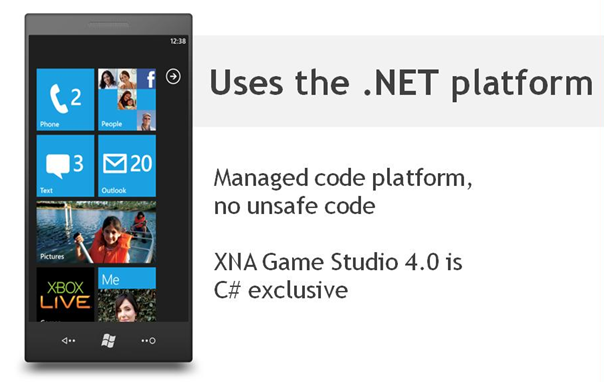 12:38
2
Phone
People
3
Text
20
Outlook
Pictures
XBOX
LIVE
Me
Uses the .NET platform
Managed code platform,
no unsafe code
XNA Game Studio 4.0 is
C# exclusive